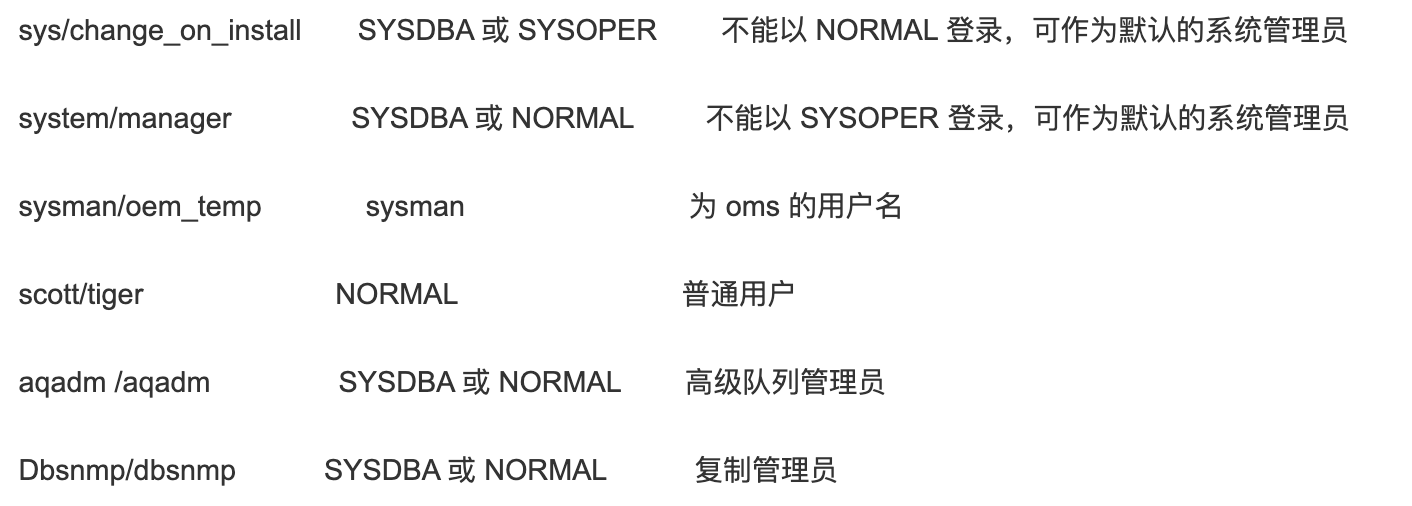 sys/change_on_install SYSDBA 或 SYSOPER 不能以 NORMAL 登录，可作为默认的系统管理员
system/manager SYSDBA 或 NORMAL 不能以 SYSOPER 登录，可作为默认的系统管理员
sysman/oem_temp sysman 为 oms 的用户名
scott/tiger NORMAL 普通用户
aqadm /aqadm SYSDBA 或 NORMAL 高级队列管理员
Dbsnmp/dbsnmp SYSDBA 或 NORMAL 复制管理员